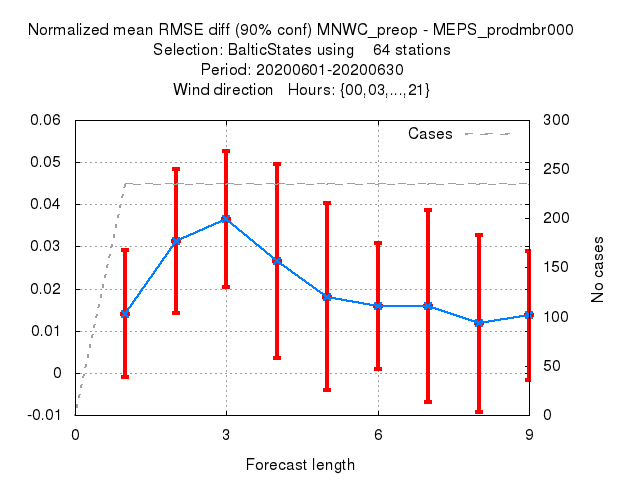 Normalized mean RMSE diff (90% conf) MNWC_preop - MEPS_prodmbr000
Selection: BalticStates using    64 stations
Period: 20200601-20200630
Wind direction   Hours: {00,03,...,21}
0.06
0.05
0.04
0.03
0.02
0.01
0
-0.01
Cases
300
250
200
150
100
50
0
No cases
0
3
6
9
Forecast length